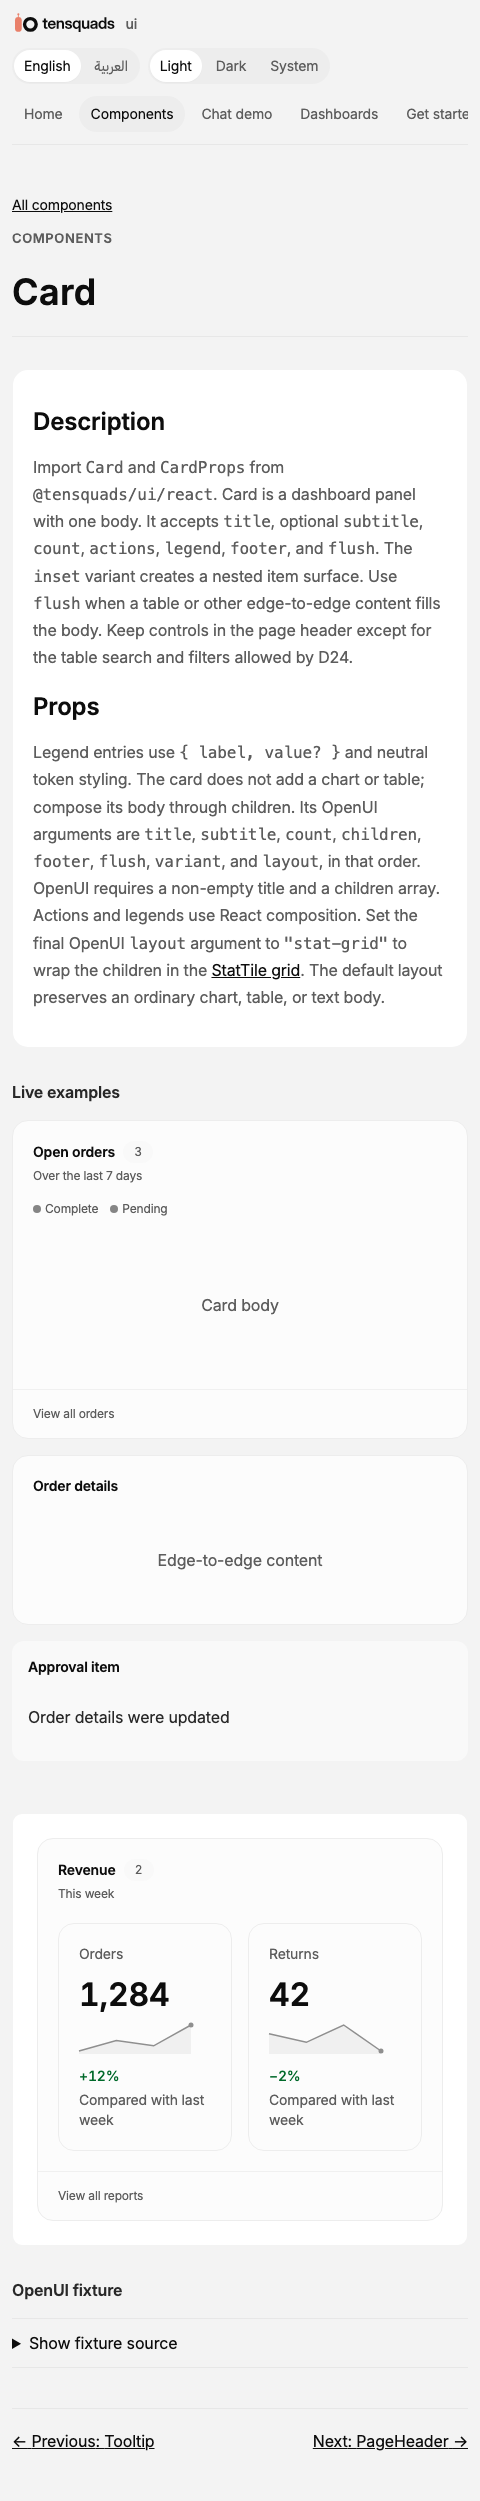 tensquads ui
English العربية Light Dark System
Home Components Chat demo Dashboards Get starte
All components
COMPONENTS
Card
Description
Import Card and CardProps from
@tensquads/ui/react. Card is a dashboard panel
with one body. It accepts title, optional subtitle,
count, actions, legend, footer, and flush. The
inset variant creates a nested item surface. Use
flush when a table or other edge-to-edge content fills
the body. Keep controls in the page header except for
the table search and filters allowed by D24.
Props
Legend entries use { label, value? } and neutral
token styling. The card does not add a chart or table;
compose its body through children. Its OpenUI
arguments are title, subtitle, count, children,
footer, flush, variant, and layout, in that order.
OpenUI requires a non-empty title and a children array.
Actions and legends use React composition. Set the
final OpenUI layout argument to "stat-grid" to
wrap the children in the StatTile grid. The default layout
preserves an ordinary chart, table, or text body.
Live examples
Open orders 3
Over the last 7 days
Complete Pending
Card body
View all orders
Order details
Edge-to-edge content
Approval item
Order details were updated
Revenue 2
This week
Orders Returns
1,284 42
+12% −2%
Compared with last Compared with last
week week
View all reports
OpenUI fixture
Show fixture source
← Previous: Tooltip Next: PageHeader →